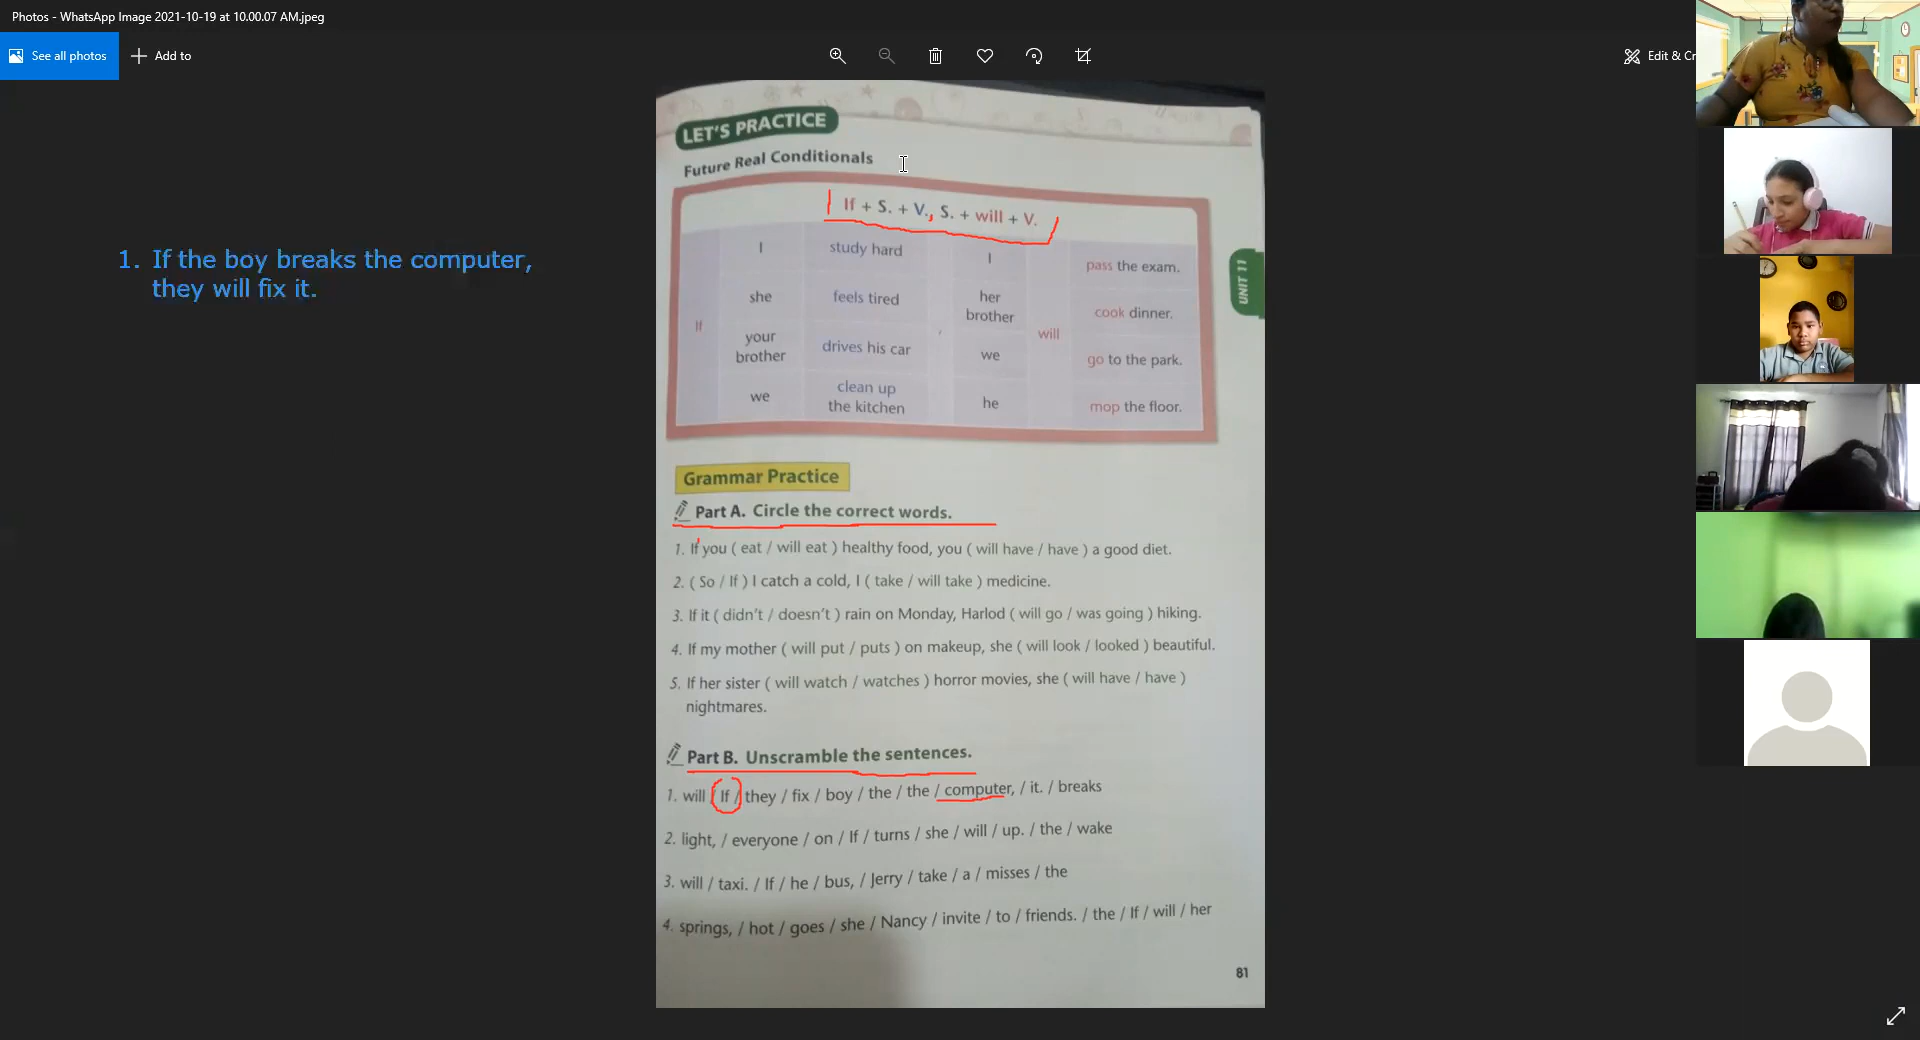 Photos - WhatsApp Image 2021-10-19 at 10.00.07 AM.jpeg
See all photos
Add to
Edit & Cr
1. If the boy breaks the computer,
they will fix it.
LET'S PRACTICE
Future Real Conditionals
If + S. + V., S. + will + V.
If
I
study hard
,
I
will
pass the exam.
she
feels tired
her
brother
cook dinner.
your
brother
drives his car
we
go to the park.
we
clean up
the kitchen
he
mop the floor.
UNIT 11
Grammar Practice
Part A. Circle the correct words.
1. If you ( eat / will eat ) healthy food, you ( will have / have ) a good diet.
2. ( So / If ) I catch a cold, I ( take / will take ) medicine.
3. If it ( didn't / doesn't ) rain on Monday, Harlod ( will go / was going ) hiking.
4. If my mother ( will put / puts ) on makeup, she ( will look / looked ) beautiful.
5. If her sister ( will watch / watches ) horror movies, she ( will have / have )
nightmares.
Part B. Unscramble the sentences.
1. will / If / they / fix / boy / the / the / computer, / it. / breaks
2. light, / everyone / on / If / turns / she / will / up. / the / wake
3. will / taxi. / If / he / bus, / Jerry / take / a / misses / the
4. springs, / hot / goes / she / Nancy / invite / to / friends. / the / If / will / her
81